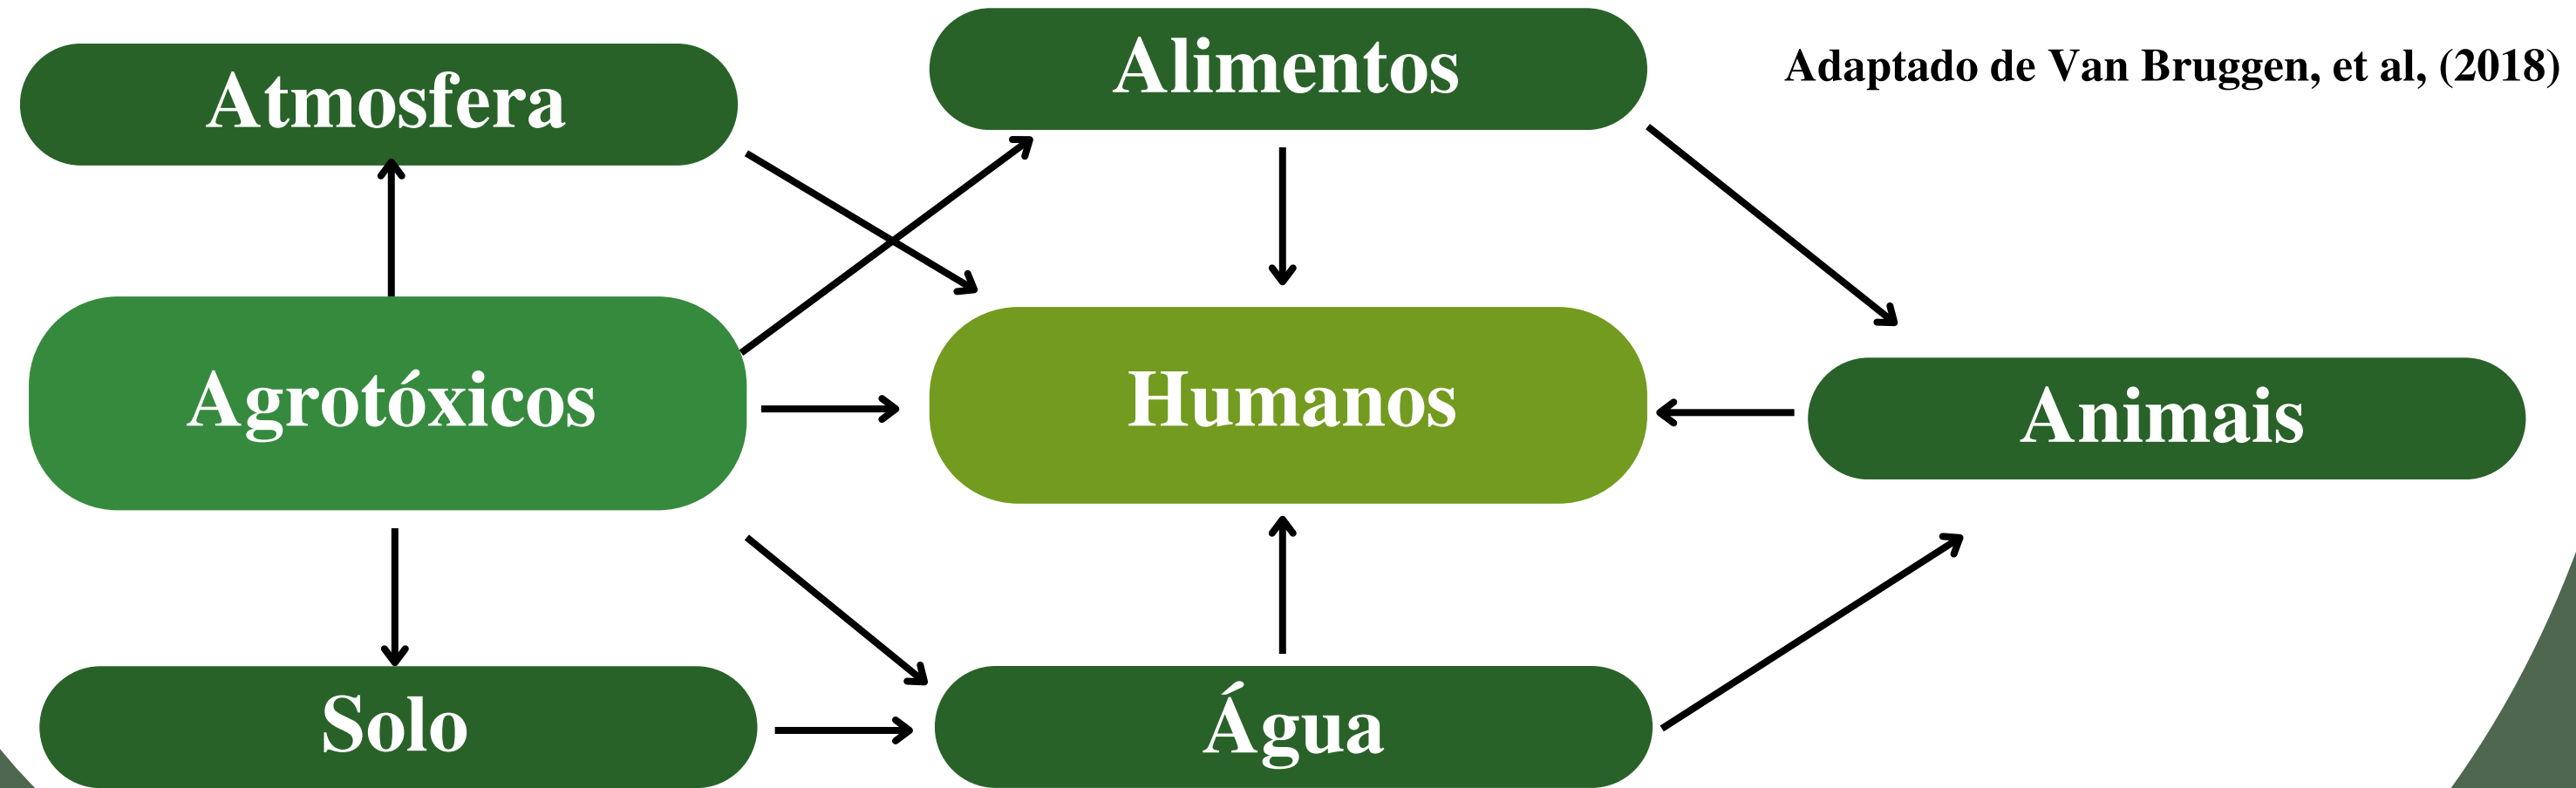 Atmosfera
Alimentos
Adaptado de Van Bruggen, et al, (2018)
Agrotóxicos
Humanos
Animais
Solo
Água